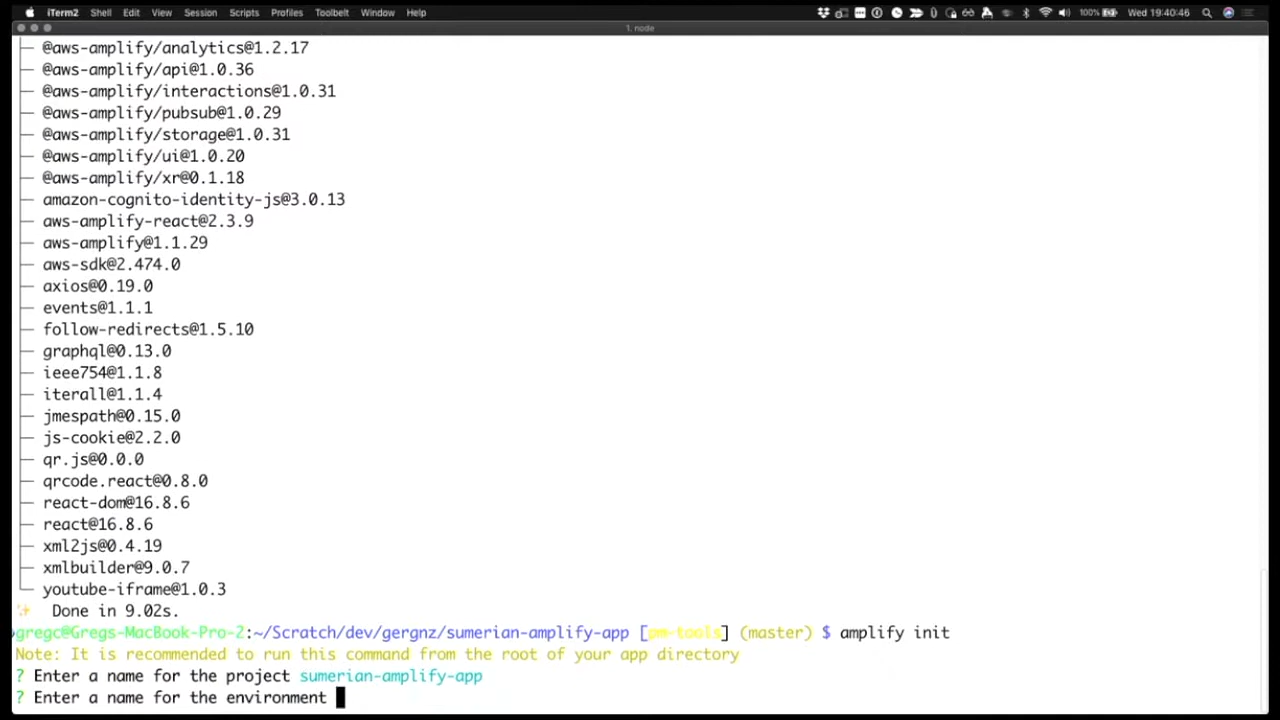 iTerm2 Shell Edit View Session Scripts Profiles Toolbelt Window Help 100% Wed 19:40:46
1. node
@aws-amplify/analytics@1.2.17
@aws-amplify/api@1.0.36
@aws-amplify/interactions@1.0.31
@aws-amplify/pubsub@1.0.29
@aws-amplify/storage@1.0.31
@aws-amplify/ui@1.0.20
@aws-amplify/xr@0.1.18
amazon-cognito-identity-js@3.0.13
aws-amplify-react@2.3.9
aws-amplify@1.1.29
aws-sdk@2.474.0
axios@0.19.0
events@1.1.1
follow-redirects@1.5.10
graphql@0.13.0
ieee754@1.1.8
iterall@1.1.4
jmespath@0.15.0
js-cookie@2.2.0
qr.js@0.0.0
qrcode.react@0.8.0
react-dom@16.8.6
react@16.8.6
xml2js@0.4.19
xmlbuilder@9.0.7
youtube-iframe@1.0.3
Done in 9.02s.
gregc@Gregs-MacBook-Pro-2:~/Scratch/dev/gergnz/sumerian-amplify-app [pm-tools] (master) $ amplify init
Note: It is recommended to run this command from the root of your app directory
? Enter a name for the project sumerian-amplify-app
? Enter a name for the environment